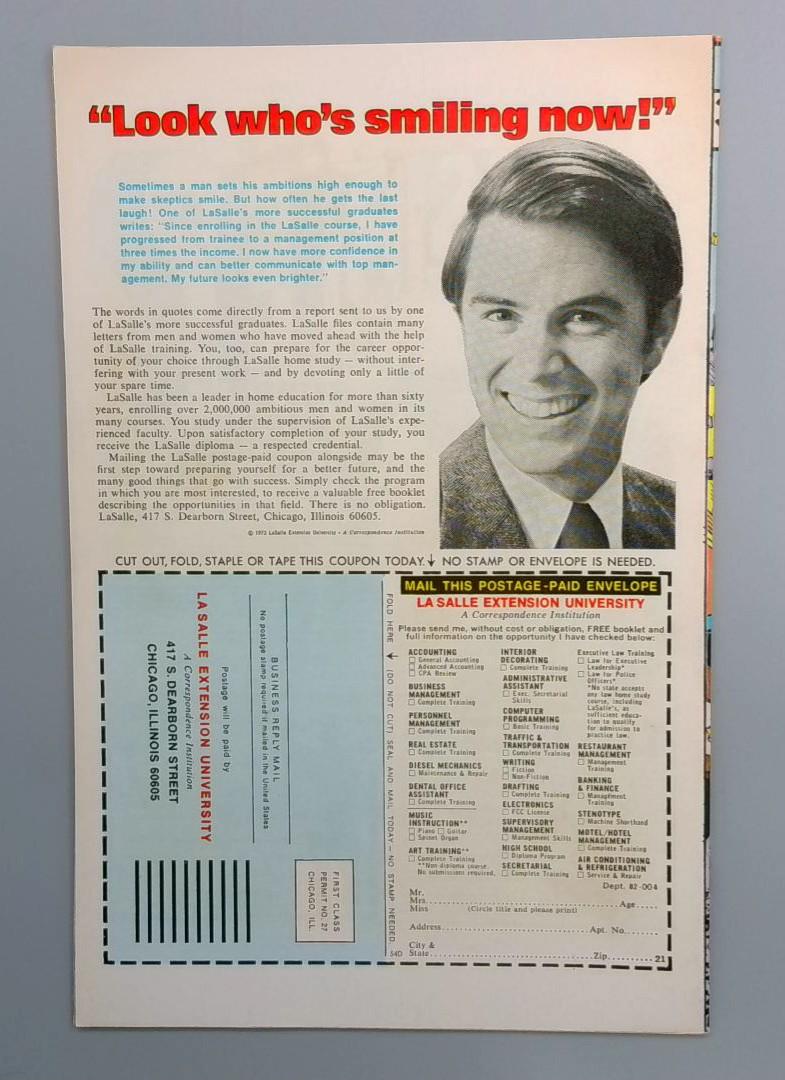 “Look who’s smiling now!”
Sometimes a man sets his ambitions high enough to
make skeptics smile. But how often he gets the last
laugh! One of LaSalle's more successful graduates
writes: "Since enrolling in the LaSalle course, I have
progressed from trainee to a management position at
three times the income. I now have more confidence in
my ability and can better communicate with top man-
agement. My future looks even brighter."
The words in quotes come directly from a report sent to us by one
of LaSalle's more successful graduates. LaSalle files contain many
letters from men and women who have moved ahead with the help
of LaSalle training. You, too, can prepare for the career oppor-
tunity of your choice through LaSalle home study — without inter-
fering with your present work — and by devoting only a little of
your spare time.
LaSalle has been a leader in home education for more than sixty
years, enrolling over 2,000,000 ambitious men and women in its
many courses. You study under the supervision of LaSalle's expe-
rienced faculty. Upon satisfactory completion of your study, you
receive the LaSalle diploma — a respected credential.
Mailing the LaSalle postage-paid coupon alongside may be the
first step toward preparing yourself for a better future, and the
many good things that go with success. Simply check the program
in which you are most interested, to receive a valuable free booklet
describing the opportunities in that field. There is no obligation.
LaSalle, 417 S. Dearborn Street, Chicago, Illinois 60605.
© 1972 LaSalle Extension University • A Correspondence Institution
CUT OUT, FOLD, STAPLE OR TAPE THIS COUPON TODAY. NO STAMP OR ENVELOPE IS NEEDED.
BUSINESS REPLY MAIL
No postage stamp required if mailed in the United States
Postage will be paid by
LA SALLE EXTENSION UNIVERSITY
A Correspondence Institution
417 S. DEARBORN STREET
CHICAGO, ILLINOIS 60605
FIRST CLASS
PERMIT NO. 27
CHICAGO, ILL.
FOLD HERE (DO NOT CUT) SEAL AND MAIL TODAY — NO STAMP NEEDED.
54D
MAIL THIS POSTAGE-PAID ENVELOPE
LA SALLE EXTENSION UNIVERSITY
A Correspondence Institution
Please send me, without cost or obligation, FREE booklet and
full information on the opportunity I have checked below:
ACCOUNTING
General Accounting
Advanced Accounting
CPA Review
BUSINESS
MANAGEMENT
Complete Training
PERSONNEL
MANAGEMENT
Complete Training
REAL ESTATE
Complete Training
DIESEL MECHANICS
Maintenance & Repair
DENTAL OFFICE
ASSISTANT
Complete Training
MUSIC
INSTRUCTION**
Piano Guitar
Spinet Organ
ART TRAINING**
Complete Training
**Non-diploma course.
No submissions required.
INTERIOR
DECORATING
Complete Training
ADMINISTRATIVE
ASSISTANT
Exec. Secretarial
Skills
COMPUTER
PROGRAMMING
Basic Training
TRAFFIC &
TRANSPORTATION
Complete Training
WRITING
Fiction
Non-Fiction
DRAFTING
Complete Training
ELECTRONICS
FCC License
SUPERVISORY
MANAGEMENT
Management Skills
HIGH SCHOOL
Diploma Program
SECRETARIAL
Complete Training
Executive Law Training
Law for Executive
Leadership*
Law for Police
Officers*
*No state accepts
any law home study
course, including
LaSalle's, as
sufficient educa-
tion to qualify
for admission to
practice law.
RESTAURANT
MANAGEMENT
Management
Training
BANKING
& FINANCE
Management
Training
STENOTYPE
Machine Shorthand
MOTEL/HOTEL
MANAGEMENT
Complete Training
AIR CONDITIONING
& REFRIGERATION
Service & Repair
Dept. 82-004
Mr.
Mrs. Age
Miss (Circle title and please print)
Address Apt. No.
City &
State Zip 21